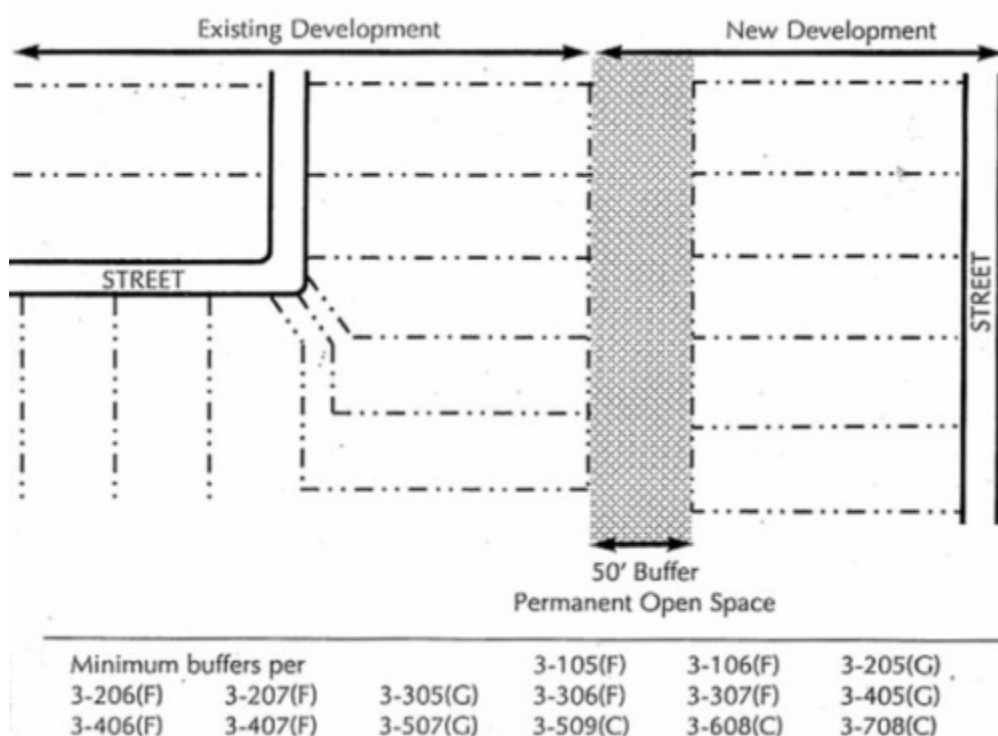 Existing Development
New Development
STREET
STREET
50' Buffer
Permanent Open Space
Minimum buffers per 3-105(F) 3-106(F) 3-205(G)
3-206(F) 3-207(F) 3-305(G) 3-306(F) 3-307(F) 3-405(G)
3-406(F) 3-407(F) 3-507(G) 3-509(C) 3-608(C) 3-708(C)